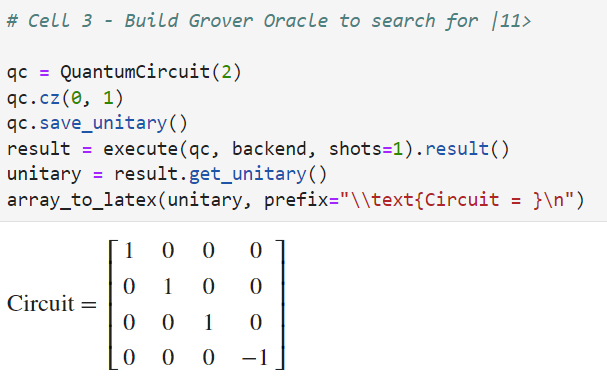 # Cell 3 - Build Grover Oracle to search for |11>
qc = QuantumCircuit(2)
qc.cz(0, 1)
qc.save_unitary()
result = execute(qc, backend, shots=1).result()
unitary = result.get_unitary()
array_to_latex(unitary, prefix="\\text{Circuit = }\n")
1 0 0 0
0 1 0 0
Circuit =
0 0 1 0
0 0 0 −1